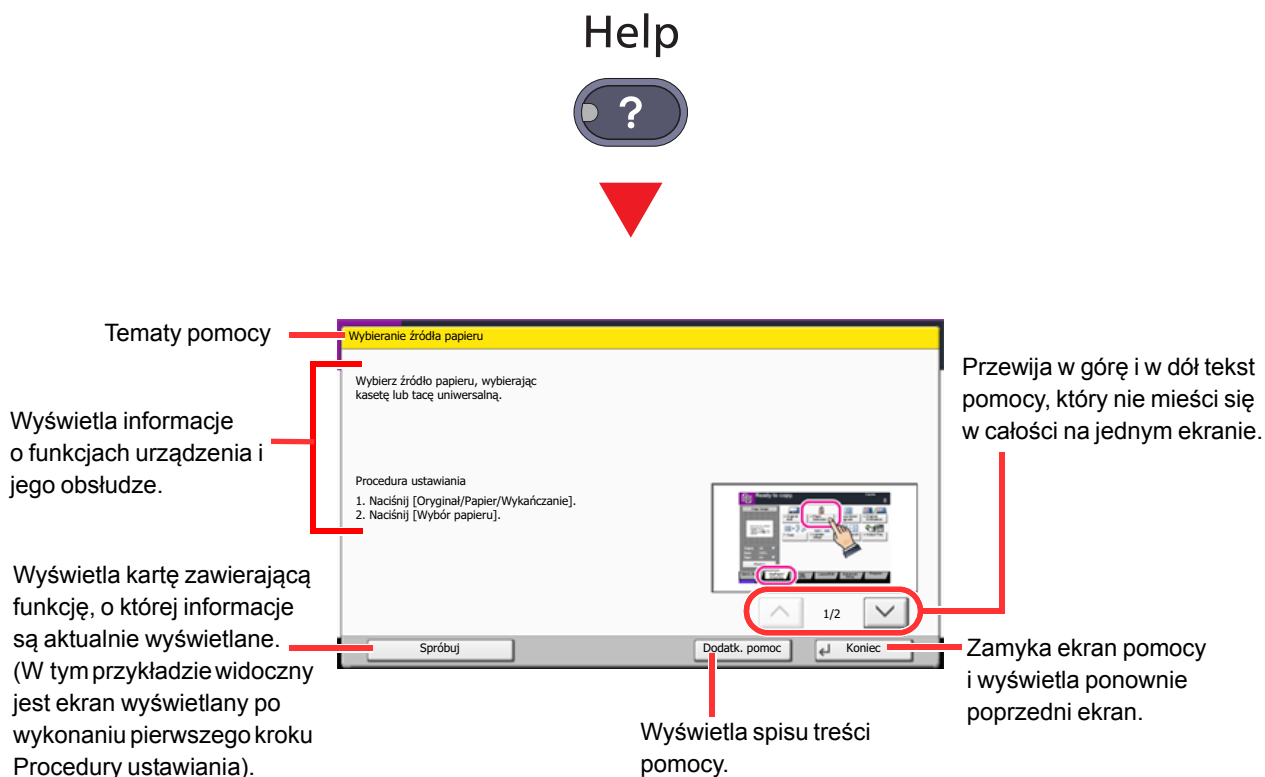 Help
?
Tematy pomocy
Wybieranie źródła papieru
Wybierz źródło papieru, wybierając
kasetę lub tacę uniwersalną.
Wyświetla informacje
o funkcjach urządzenia i
jego obsłudze.
Przewija w górę i w dół tekst
pomocy, który nie mieści się
w całości na jednym ekranie.
Procedura ustawiania
1. Naciśnij [Oryginał/Papier/Wykańczanie].
2. Naciśnij [Wybór papieru].
Ready to copy.
1/2
Wyświetla kartę zawierającą
funkcję, o której informacje
są aktualnie wyświetlane.
(W tym przykładzie widoczny
jest ekran wyświetlany po
wykonaniu pierwszego kroku
Procedury ustawiania).
Spróbuj
Dodatk. pomoc
Koniec
Wyświetla spisu treści
pomocy.
Zamyka ekran pomocy
i wyświetla ponownie
poprzedni ekran.